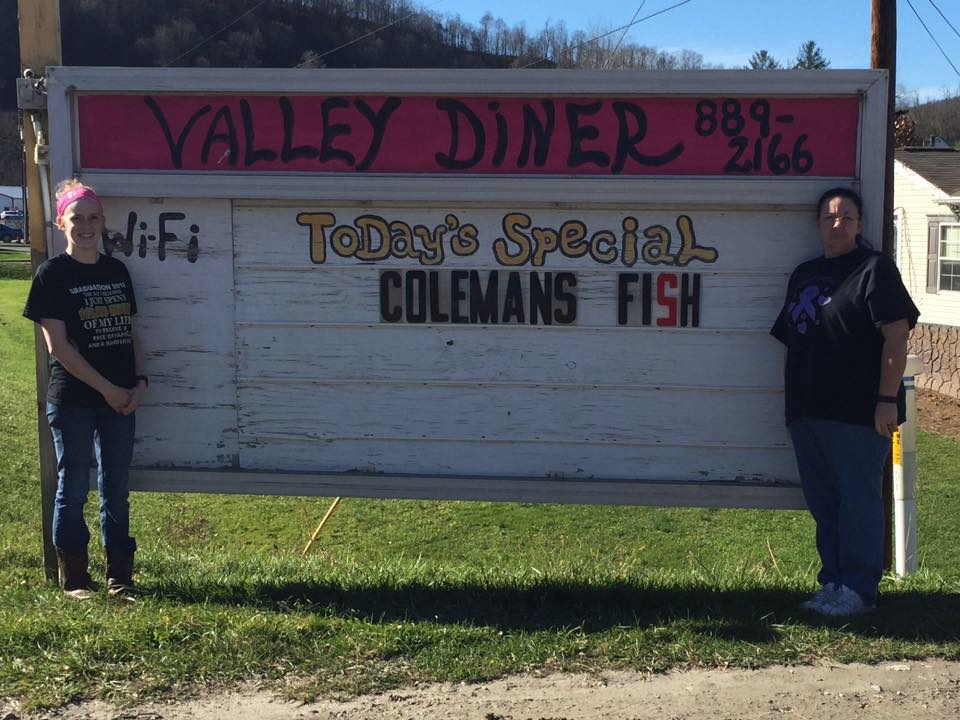 VALLEY DINER 889-
2166
WiFi
ToDay's Special
COLEMANS FISH
GRADUATION
I JUST SPENT
OF MY LIFE